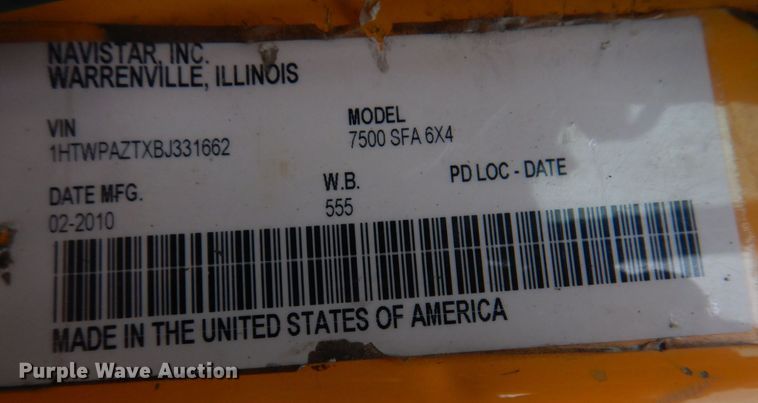 NAVISTAR, INC.
WARRENVILLE, ILLINOIS
VIN
1HTWPAZTXBJ331662
MODEL
7500 SFA 6X4
DATE MFG.
02-2010
W.B.
555
PD LOC - DATE
MADE IN THE UNITED STATES OF AMERICA
Purple Wave Auction